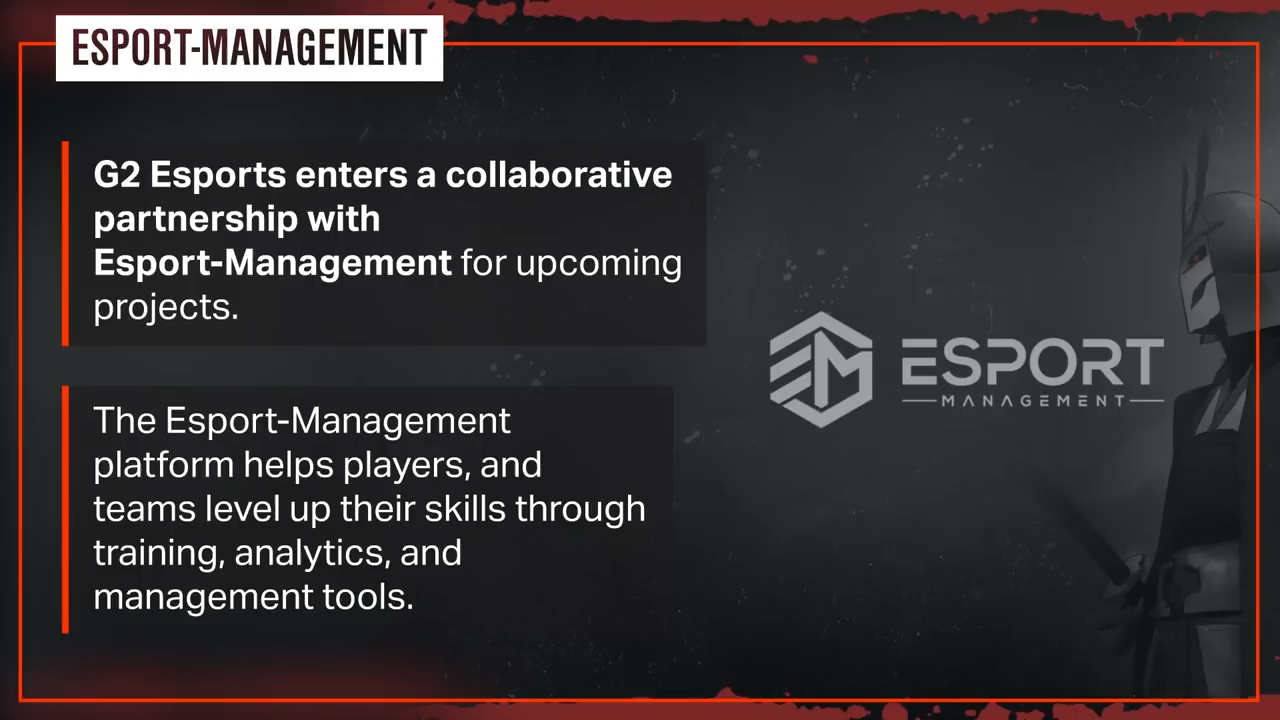 ESPORT-MANAGEMENT
G2 Esports enters a collaborative
partnership with
Esport-Management for upcoming
projects.
The Esport-Management
platform helps players, and
teams level up their skills through
training, analytics, and
management tools.
EM ESPORT
MANAGEMENT